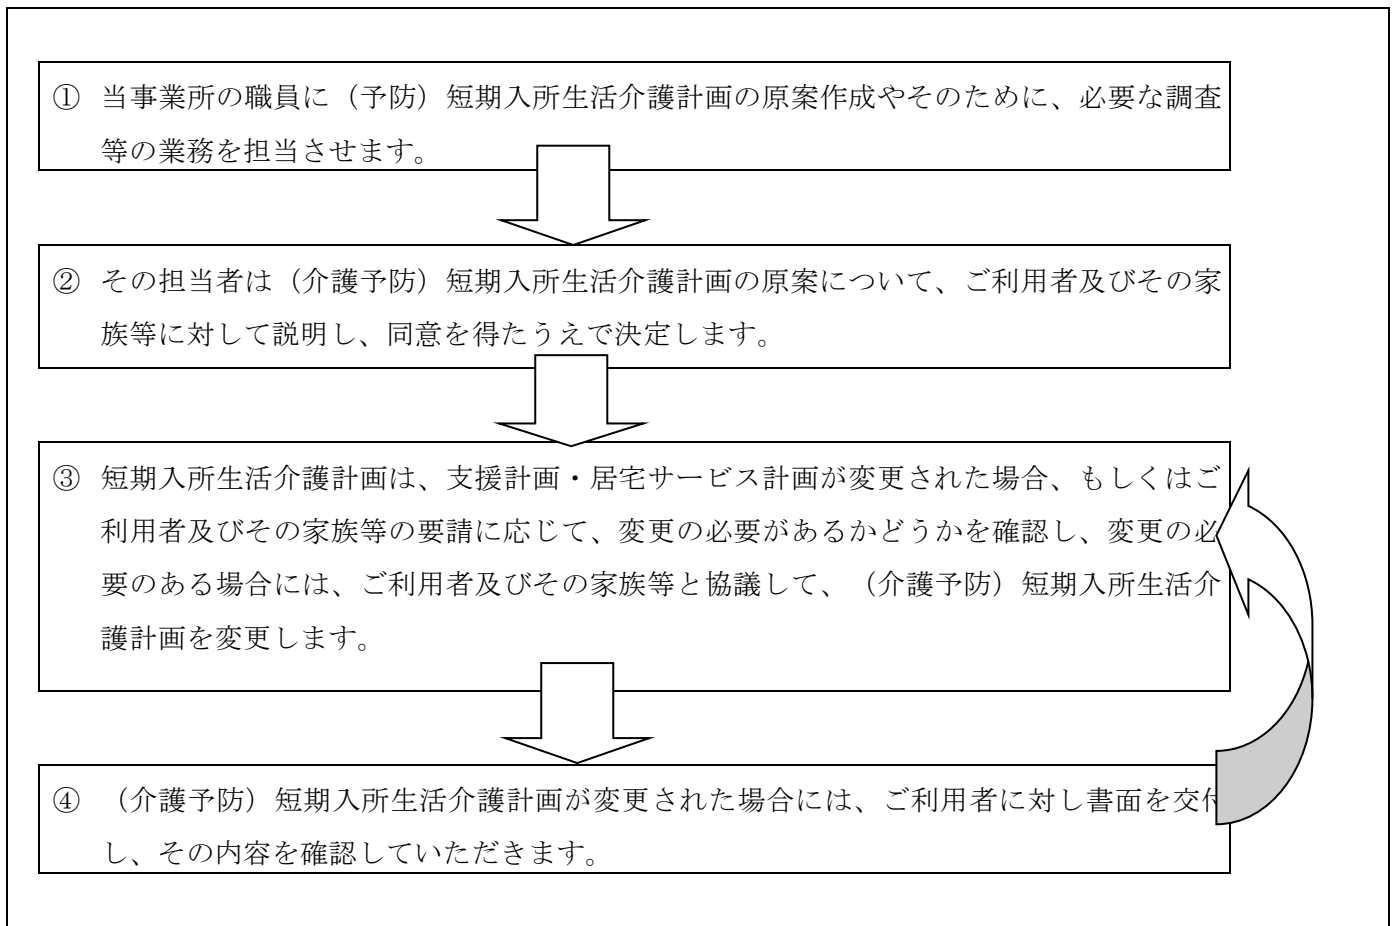 ① 当事業所の職員に（予防）短期入所生活介護計画の原案作成やそのために、必要な調査
等の業務を担当させます。
② その担当者は（介護予防）短期入所生活介護計画の原案について、ご利用者及びその家
族等に対して説明し、同意を得たうえで決定します。
③ 短期入所生活介護計画は、支援計画・居宅サービス計画が変更された場合、もしくはご
利用者及びその家族等の要請に応じて、変更の必要があるかどうかを確認し、変更の必
要のある場合には、ご利用者及びその家族等と協議して、（介護予防）短期入所生活介
護計画を変更します。
④ （介護予防）短期入所生活介護計画が変更された場合には、ご利用者に対し書面を交付
し、その内容を確認していただきます。